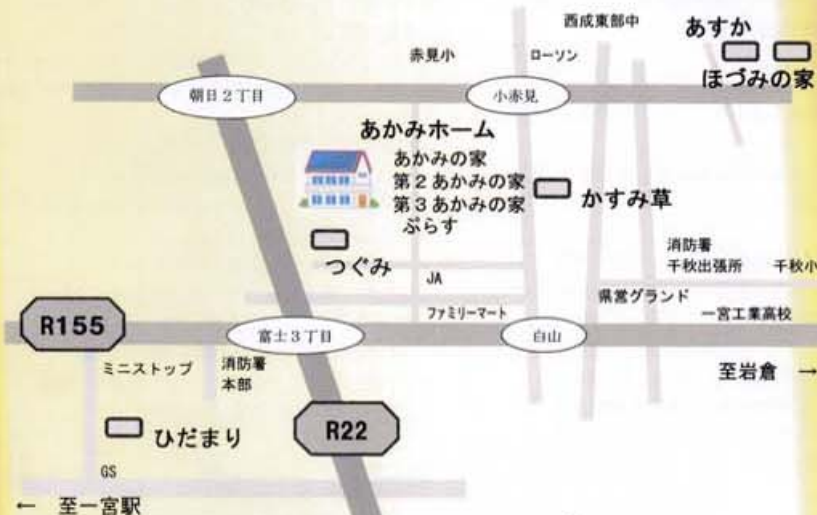 西成東部中
あすか
赤見小
ローソン
ほづみの家
朝日2丁目
小赤見
あかみホーム
あかみの家
第2あかみの家
第3あかみの家
ぷらす
かすみ草
つぐみ
消防署
千秋出張所
千秋小
JA
県営グランド
ファミリーマート
一宮工業高校
R155
富士3丁目
白山
ミニストップ
消防署
本部
至岩倉 →
R22
ひだまり
GS
← 至一宮駅